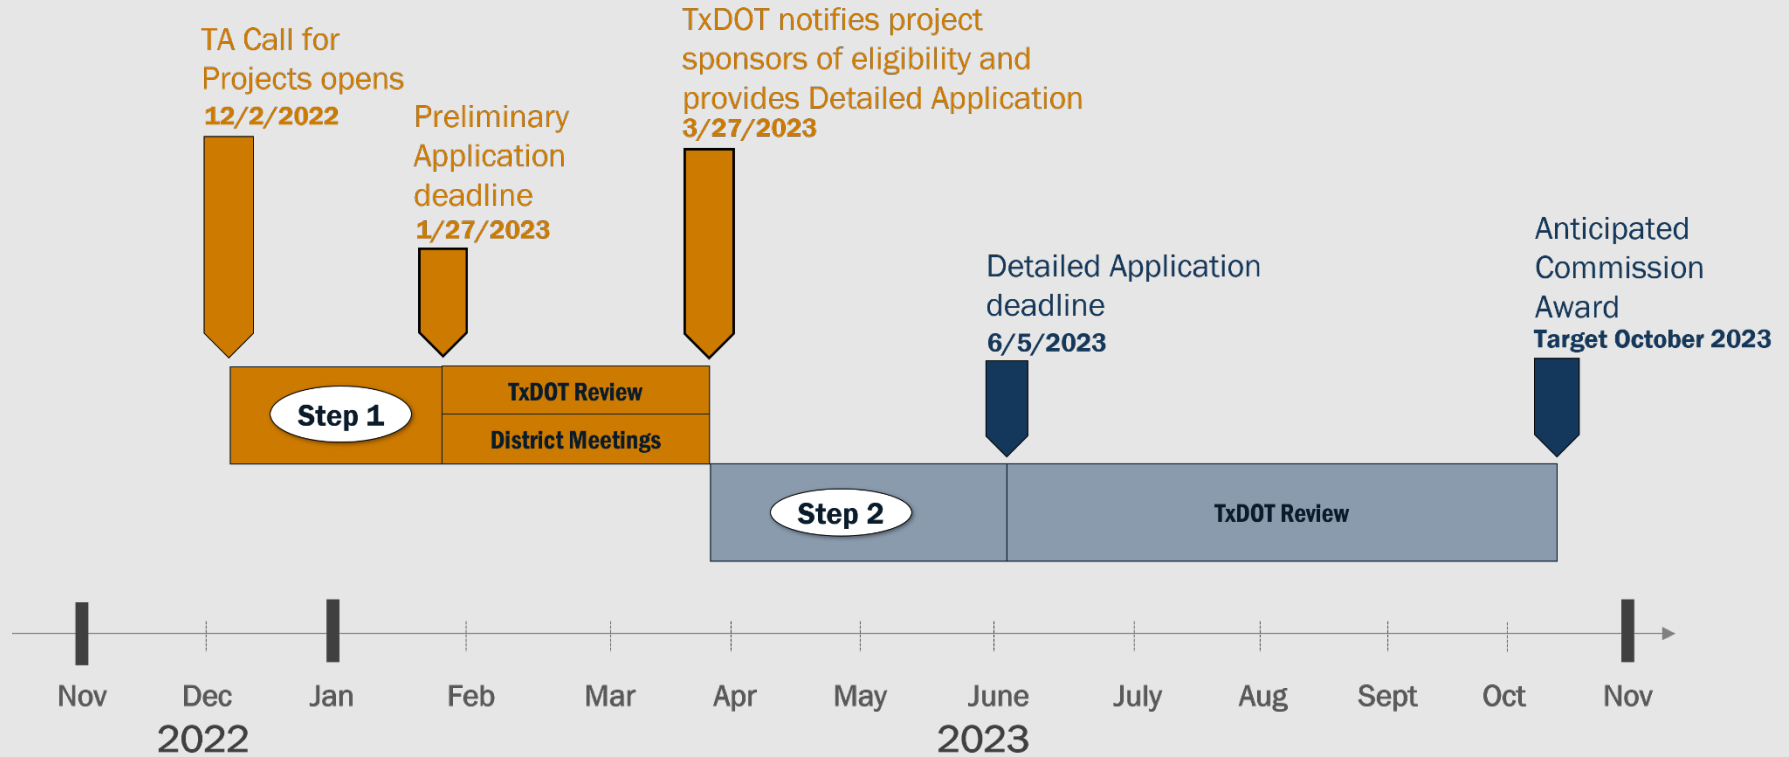 TA Call for
Projects opens
12/2/2022
Preliminary
Application
deadline
1/27/2023
TxDOT notifies project
sponsors of eligibility and
provides Detailed Application
3/27/2023
Detailed Application
deadline
6/5/2023
Anticipated
Commission
Award
Target October 2023
Step 1
TxDOT Review
District Meetings
Step 2
TxDOT Review
Nov Dec Jan Feb Mar Apr May June July Aug Sept Oct Nov
2022 2023